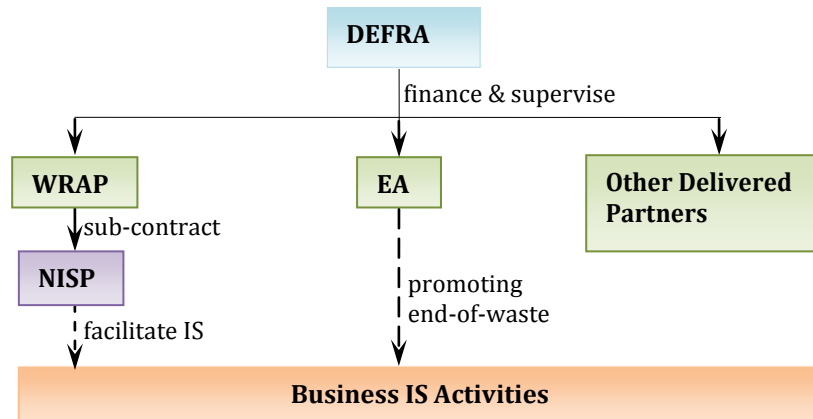 DEFRA
finance & supervise
WRAP
EA
Other Delivered
Partners
sub-contract
NISP
promoting
end-of-waste
facilitate IS
Business IS Activities